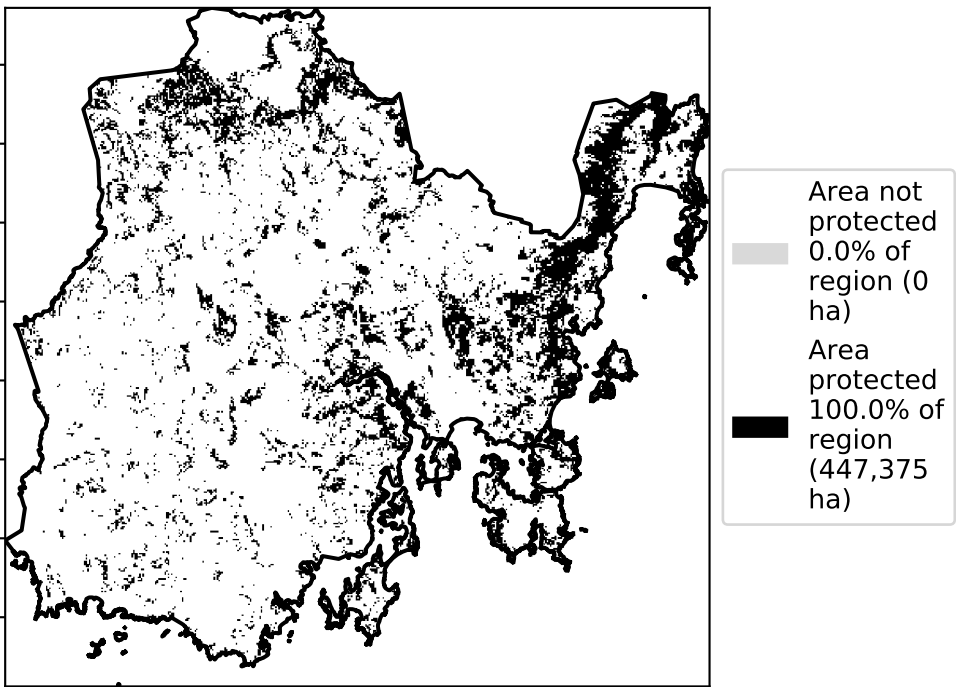 Area not
protected
0.0% of
region (0
ha)
Area
protected
100.0% of
region
(447,375
ha)